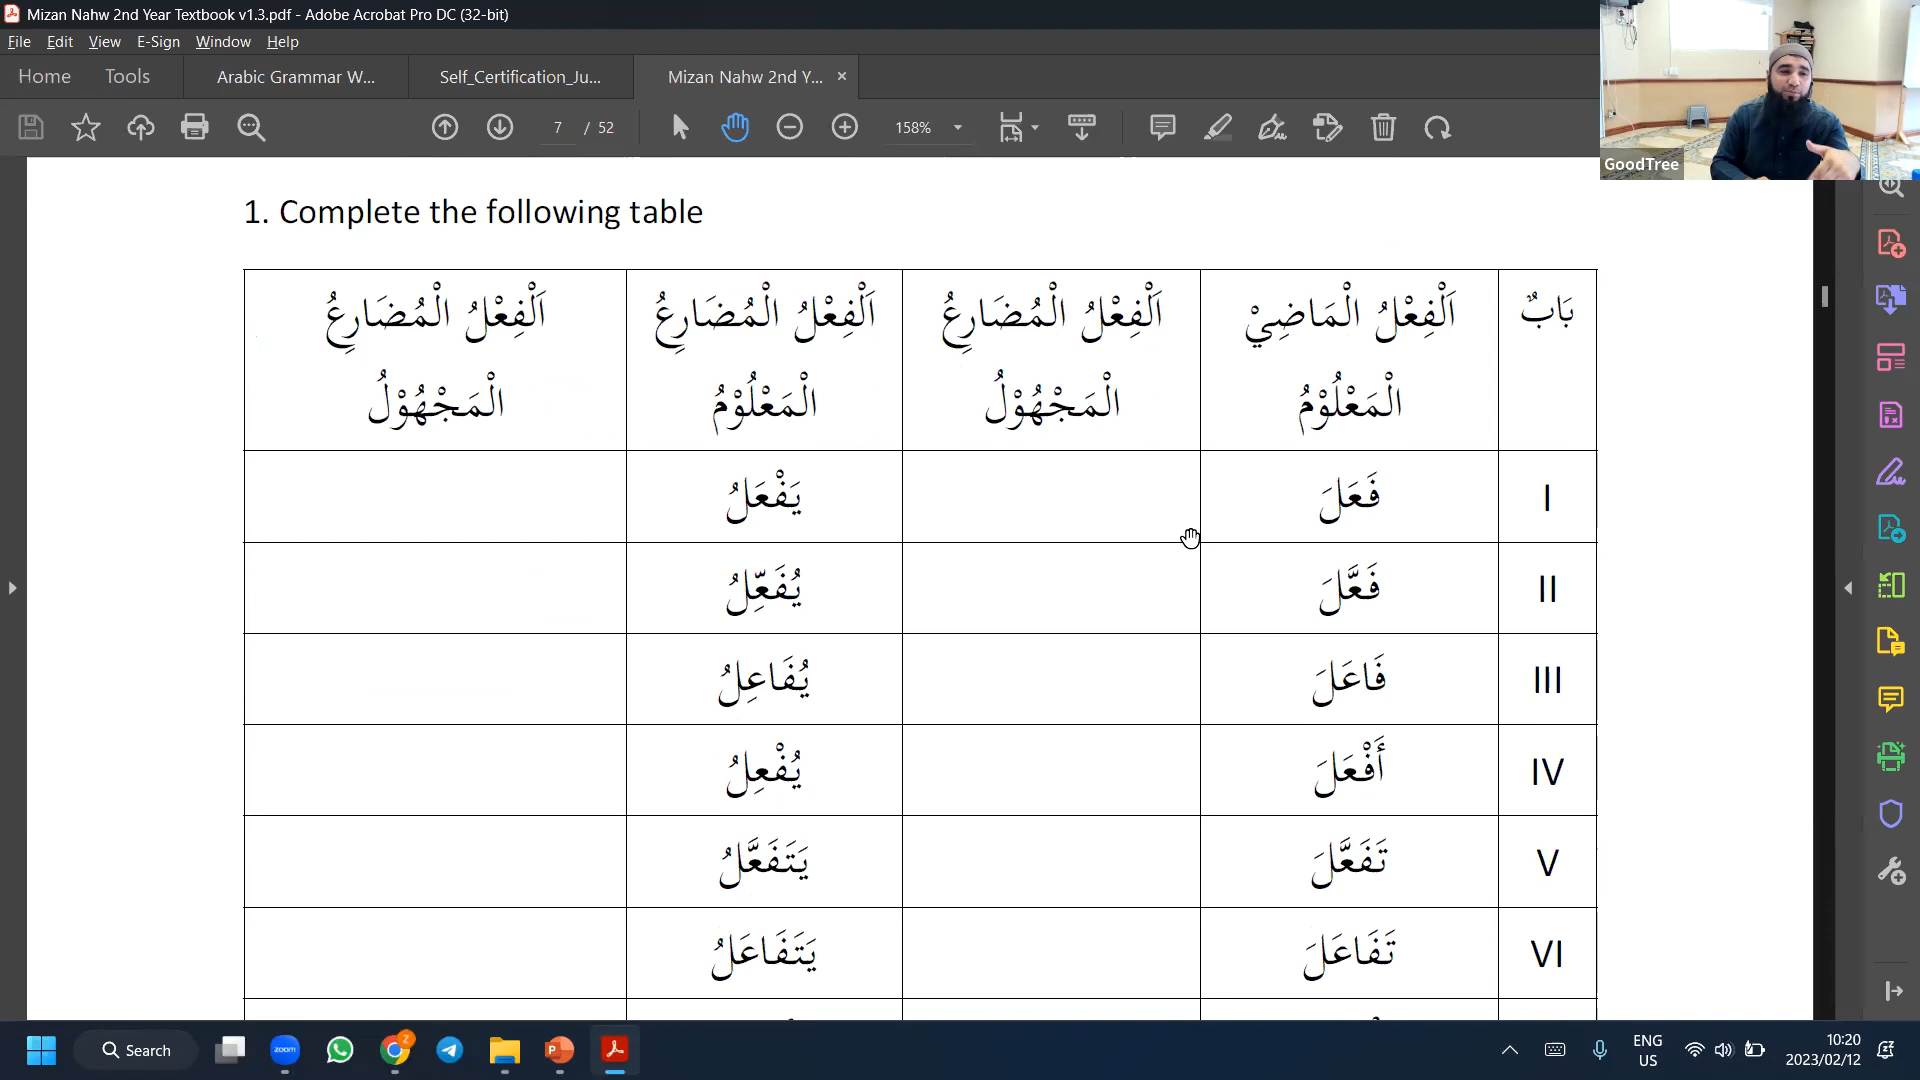 Mizan Nahw 2nd Year Textbook v1.3.pdf - Adobe Acrobat Pro DC (32-bit)
File Edit View E-Sign Window Help
Home Tools Arabic Grammar W... Self_Certification_Ju... Mizan Nahw 2nd Y... ×
7 / 52 158%
GoodTree
1. Complete the following table
بَابٌ
اَلْفِعْلُ الْمَاضِيْ
الْمَعْلُوْمُ
اَلْفِعْلُ الْمُضَارِعُ
الْمَجْهُوْلُ
اَلْفِعْلُ الْمُضَارِعُ
الْمَعْلُوْمُ
اَلْفِعْلُ الْمُضَارِعُ
الْمَجْهُوْلُ
I فَعَلَ يَفْعَلُ
II فَعَّلَ يُفَعِّلُ
III فَاعَلَ يُفَاعِلُ
IV أَفْعَلَ يُفْعِلُ
V تَفَعَّلَ يَتَفَعَّلُ
VI تَفَاعَلَ يَتَفَاعَلُ
Search
zoom
ENG
US
10:20
2023/02/12